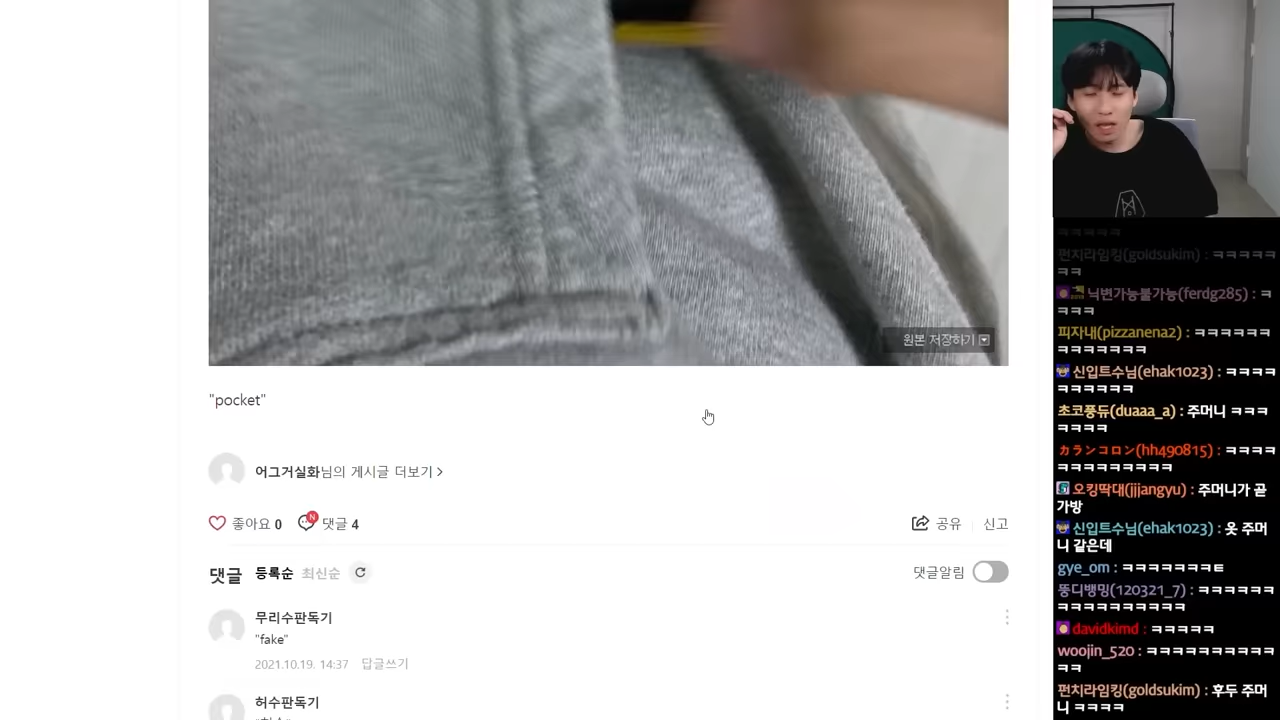 원본 저장하기
"pocket"
어그거실화님의 게시글 더보기 >
좋아요 0 댓글 4
N
공유 신고
댓글 등록순 최신순
댓글알림
무리수판독기
"fake"
2021.10.19. 14:37 답글쓰기
허수판독기
펀치라임킹(goldsukim) : ㅋㅋㅋㅋㅋ
ㅋㅋ
닉변가능불가능(ferdg285) : ㅋ
ㅋㅋㅋ
피자내(pizzanena2) : ㅋㅋㅋㅋㅋㅋ
ㅋㅋㅋㅋㅋㅋㅋ
신입트수님(ehak1023) : ㅋㅋㅋㅋ
ㅋㅋㅋㅋㅋㅋ
초코퐁듀(duaaa_a) : 주머니 ㅋㅋㅋ
ㅋㅋㅋㅋ
カランコロン(hh490815) : ㅋㅋㅋㅋ
ㅋㅋㅋㅋㅋㅋㅋㅋㅋ
오킹딱대(jjjangyu) : 주머니가 곧
가방
신입트수님(ehak1023) : 옷 주머
니 같은데
gye_om : ㅋㅋㅋㅋㅋㅋㅋㅌ
뚱디뱅밍(120321_7) : ㅋㅋㅋㅋㅋㅋ
ㅋㅋㅋㅋㅋㅋㅋㅋㅋㅋ
davidkimd : ㅋㅋㅋㅋㅋ
woojin_520 : ㅋㅋㅋㅋㅋㅋㅋㅋㅋㅋ
ㅋㅋ
펀치라임킹(goldsukim) : 후두 주머
니 ㅋㅋㅋㅋ